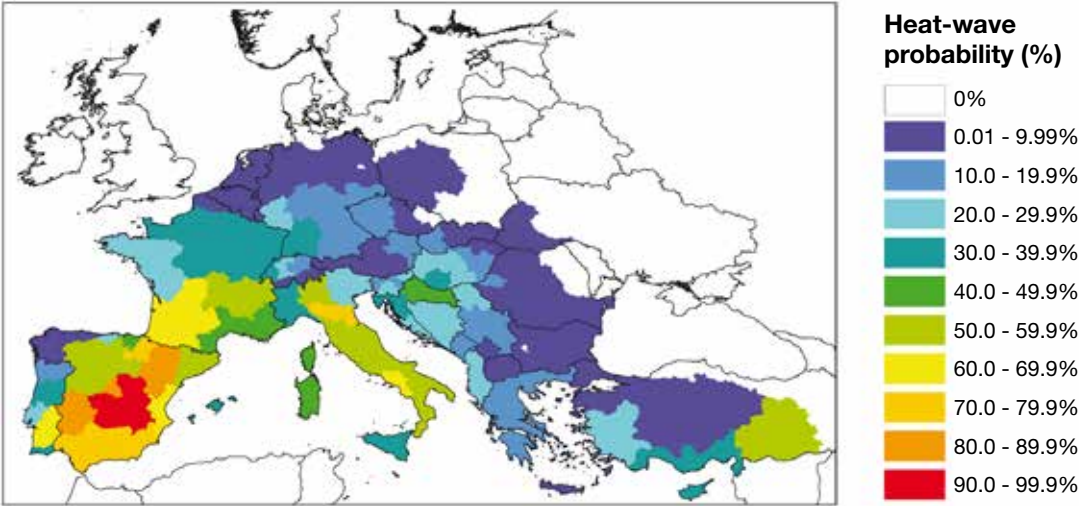 Heat-wave
probability (%)
0%
0.01 - 9.99%
10.0 - 19.9%
20.0 - 29.9%
30.0 - 39.9%
40.0 - 49.9%
50.0 - 59.9%
60.0 - 69.9%
70.0 - 79.9%
80.0 - 89.9%
90.0 - 99.9%